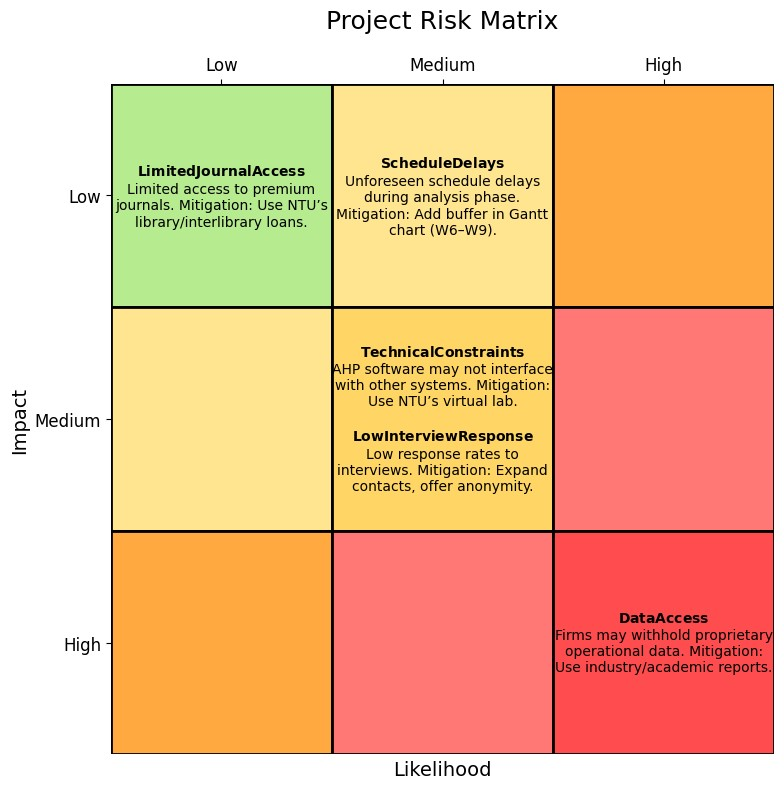 Project Risk Matrix
Low Medium High
LimitedJournalAccess
Limited access to premium
journals. Mitigation: Use NTU’s
library/interlibrary loans.
ScheduleDelays
Unforeseen schedule delays
during analysis phase.
Mitigation: Add buffer in Gantt
chart (W6–W9).
Low
TechnicalConstraints
AHP software may not interface
with other systems. Mitigation:
Use NTU’s virtual lab.
LowInterviewResponse
Low response rates to
interviews. Mitigation: Expand
contacts, offer anonymity.
Medium
Impact
DataAccess
Firms may withhold proprietary
operational data. Mitigation:
Use industry/academic reports.
High
Likelihood